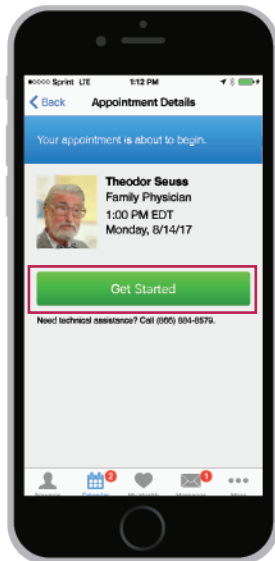 Sprint LTE 1:12 PM
Back Appointment Details
Your appointment is about to begin.
Theodor Seuss
Family Physician
1:00 PM EDT
Monday, 8/14/17
Get Started
Need technical assistance? Call (866) 884-8579.
2 1